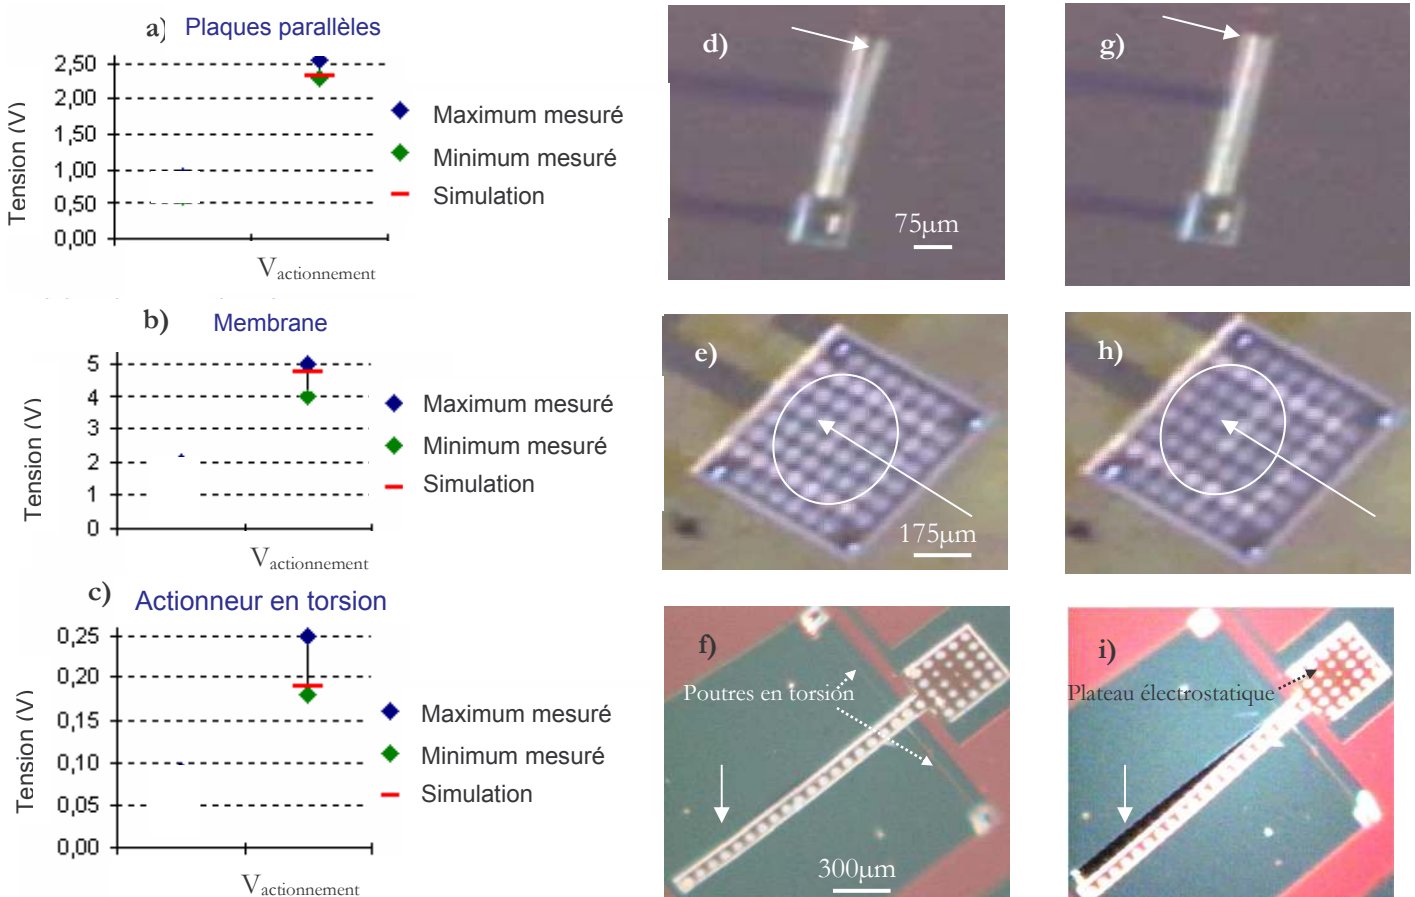 a) Plaques parallèles
Tension (V)
2,50
2,00
1,50
1,00
0,50
0,00
Vactionnement
Maximum mesuré
Minimum mesuré
Simulation
b) Membrane
Tension (V)
5
4
3
2
1
0
Vactionnement
Maximum mesuré
Minimum mesuré
Simulation
c) Actionneur en torsion
Tension (V)
0,25
0,20
0,15
0,10
0,05
0,00
Vactionnement
Maximum mesuré
Minimum mesuré
Simulation
d)
75µm
g)
e)
175µm
h)
f)
Poutres en torsion
300µm
i)
Plateau électrostatique